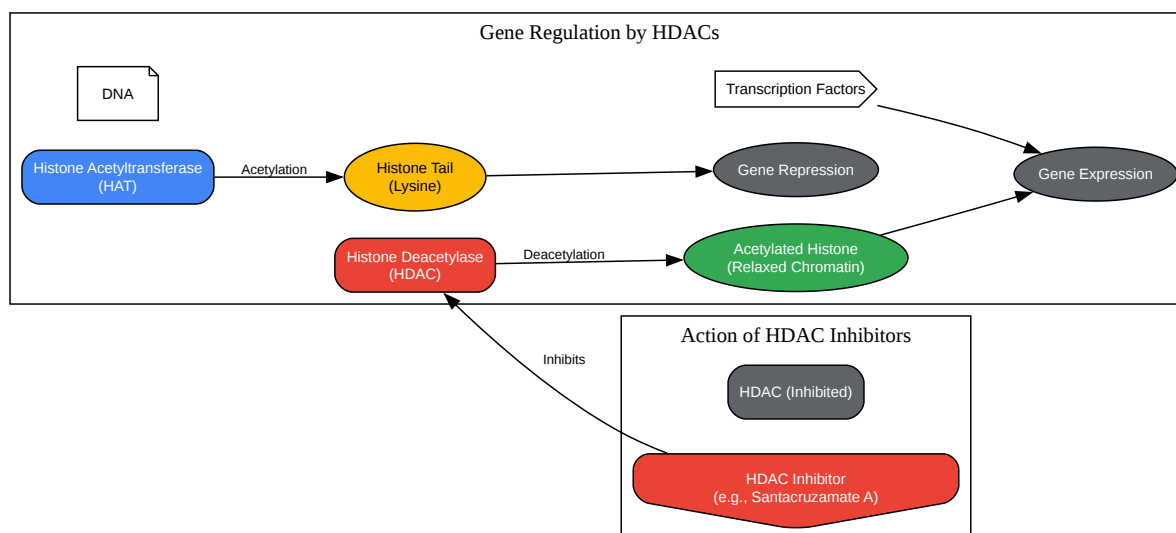 Gene Regulation by HDACs
DNA
Transcription Factors
Histone Acetyltransferase
(HAT)
Acetylation
Histone Tail
(Lysine)
Gene Repression
Gene Expression
Histone Deacetylase
(HDAC)
Deacetylation
Acetylated Histone
(Relaxed Chromatin)
Inhibits
Action of HDAC Inhibitors
HDAC (Inhibited)
HDAC Inhibitor
(e.g., Santacruzamate A)